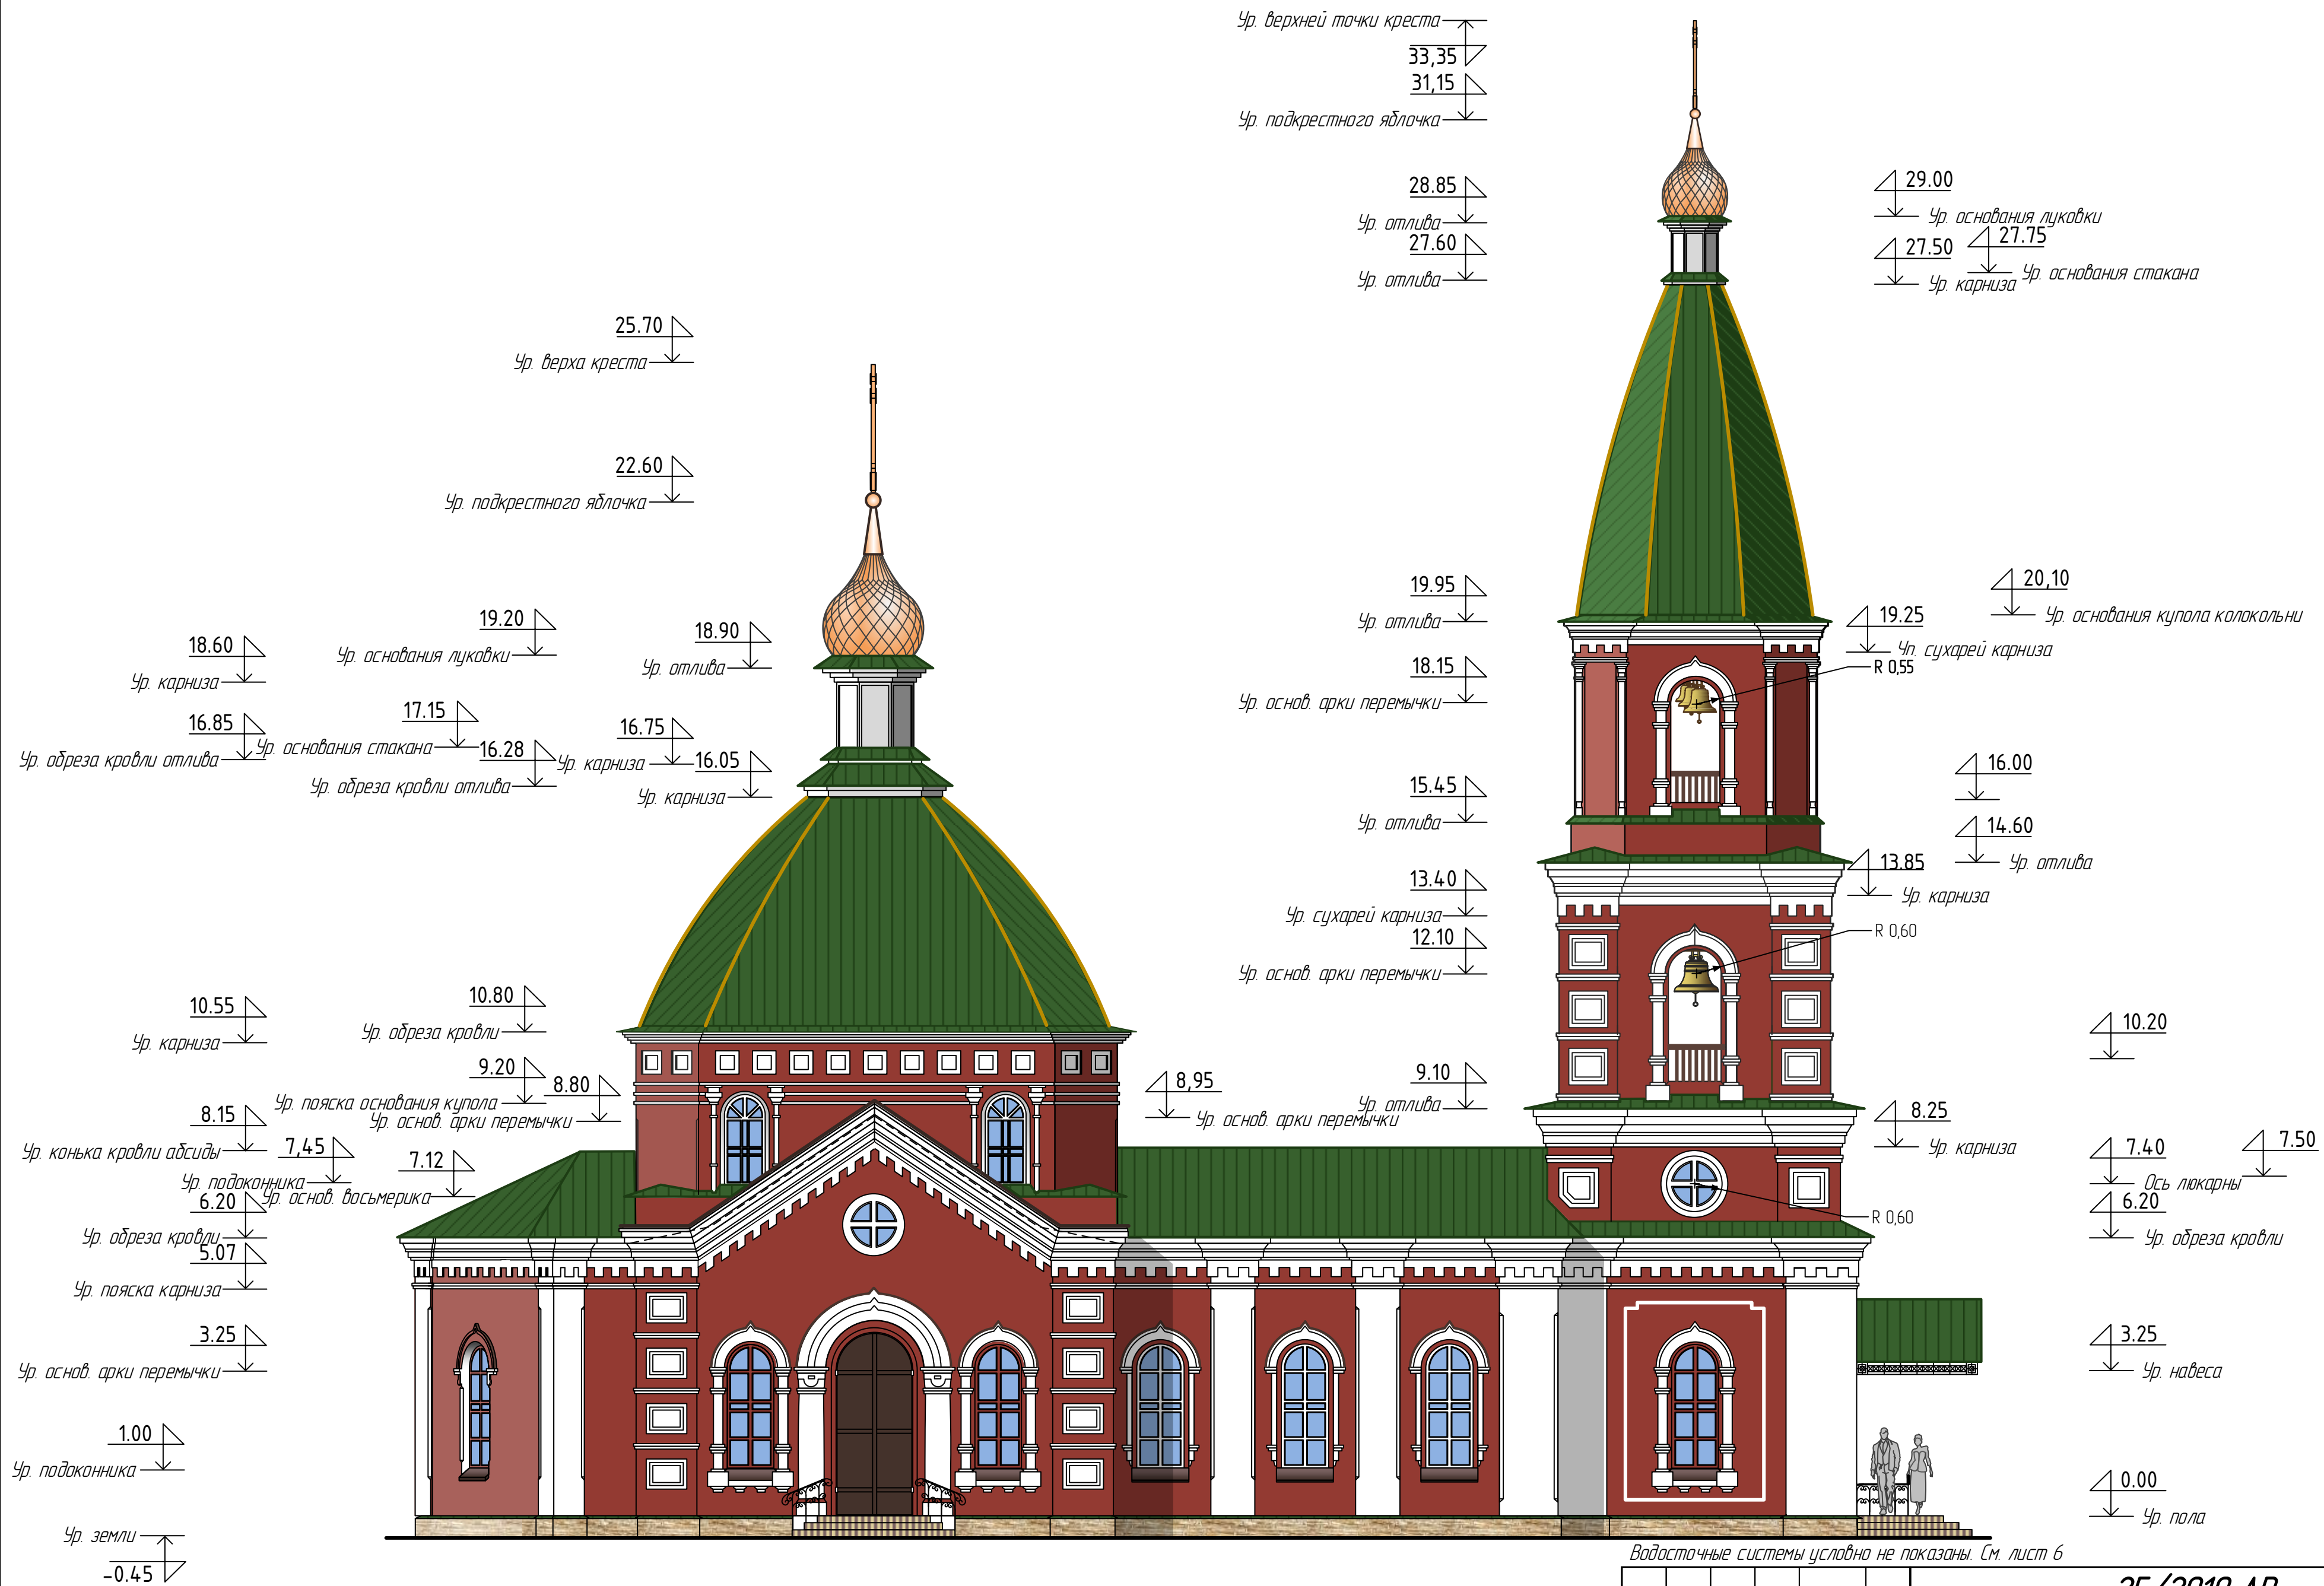 Ур. верхней точки креста
33,35
31,15
Ур. подкрестного яблочка
28.85
Ур. отлива
27.60
Ур. отлива
29.00
Ур. основания луковки
27.50
Ур. карниза
27.75
Ур. основания стакана
25.70
Ур. верха креста
22.60
Ур. подкрестного яблочка
19.20
Ур. основания луковки
18.60
Ур. карниза
18.90
Ур. отлива
17.15
Ур. основания стакана
16.85
Ур. обреза кровли отлива
16.28
Ур. обреза кровли отлива
16.75
Ур. карниза
16.05
Ур. карниза
19.95
Ур. отлива
18.15
Ур. основ. арки перемычки
15.45
Ур. отлива
13.40
Ур. сухарей карниза
12.10
Ур. основ. арки перемычки
9.10
Ур. отлива
20,10
Ур. основания купола колокольни
19.25
Чп. сухарей карниза
R 0,55
16.00
14.60
Ур. отлива
13.85
Ур. карниза
R 0,60
10.20
10.55
Ур. карниза
10.80
Ур. обреза кровли
9.20
Ур. пояска основания купола
8.80
Ур. основ. арки перемычки
8,95
Ур. основ. арки перемычки
8.15
Ур. конька кровли абсиды
7,45
Ур. подоконника
7.12
Ур. основ. восьмерика
6.20
Ур. обреза кровли
5.07
Ур. пояска карниза
3.25
Ур. основ. арки перемычки
1.00
Ур. подоконника
Ур. земли
-0.45
8.25
Ур. карниза
7.40
Ось люкарны
7.50
6.20
Ур. обреза кровли
R 0,60
3.25
Ур. навеса
0.00
Ур. пола
Водосточные системы условно не показаны. См. лист 6